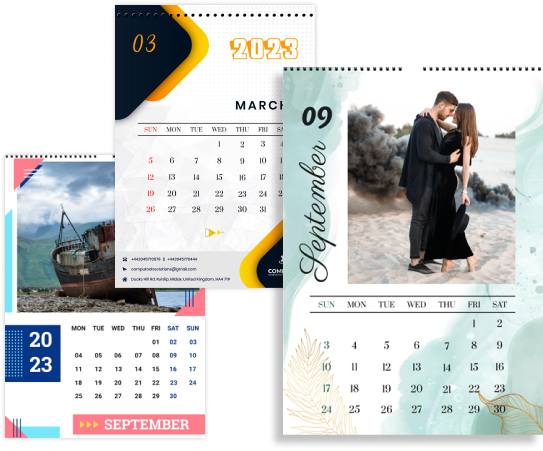 03
2023
MARCH
SUN MON TUE WED THU FRI
1 2 3
5 6 7 8 9 10
12 13 14 15 16 17
19 20 21 22 23 24
26 27 28 29 30 31
+443045710576 || +443015719444
computoolssolutions@gmail.com
20
23
MON TUE WED THU FRI SAT SUN
01 02 03
04 05 06 07 08 09 10
11 12 13 14 15 16 17
18 19 20 21 22 23 24
25 26 27 28 29 30
SEPTEMBER
09
September
SUN MON TUE WED THU FRI SAT
1 2
3 4 5 6 7 8 9
10 11 12 13 14 15 16
17 18 19 20 21 22 23
24 25 26 27 28 29 30